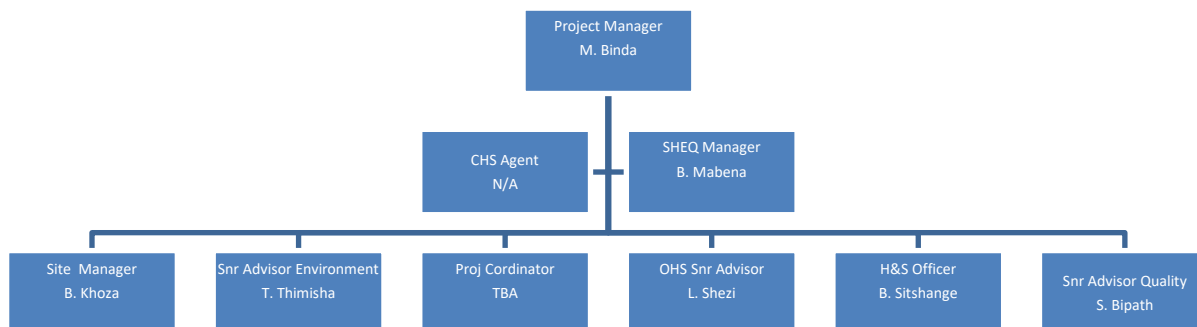 Project Manager
M. Binda
CHS Agent
N/A
SHEQ Manager
B. Mabena
Site  Manager
B. Khoza
Snr Advisor Environment
T. Thimisha
Proj Cordinator
TBA
OHS Snr Advisor
L. Shezi
H&S Officer
B. Sitshange
Snr Advisor Quality
S. Bipath